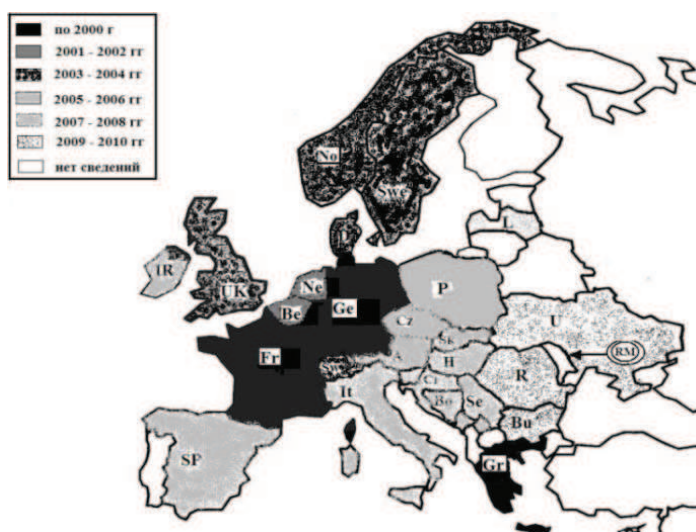 по 2000 г
2001 - 2002 гг
2003 - 2004 гг
2005 - 2006 гг
2007 - 2008 гг
2009 - 2010 гг
нет сведений
No
Swe
D
L
IR
UK
Ne
P
Be
Ge
Cz
U
Sk
Fr
A
H
RM
Sw
R
It
Bo
Se
Bu
SP
Gr